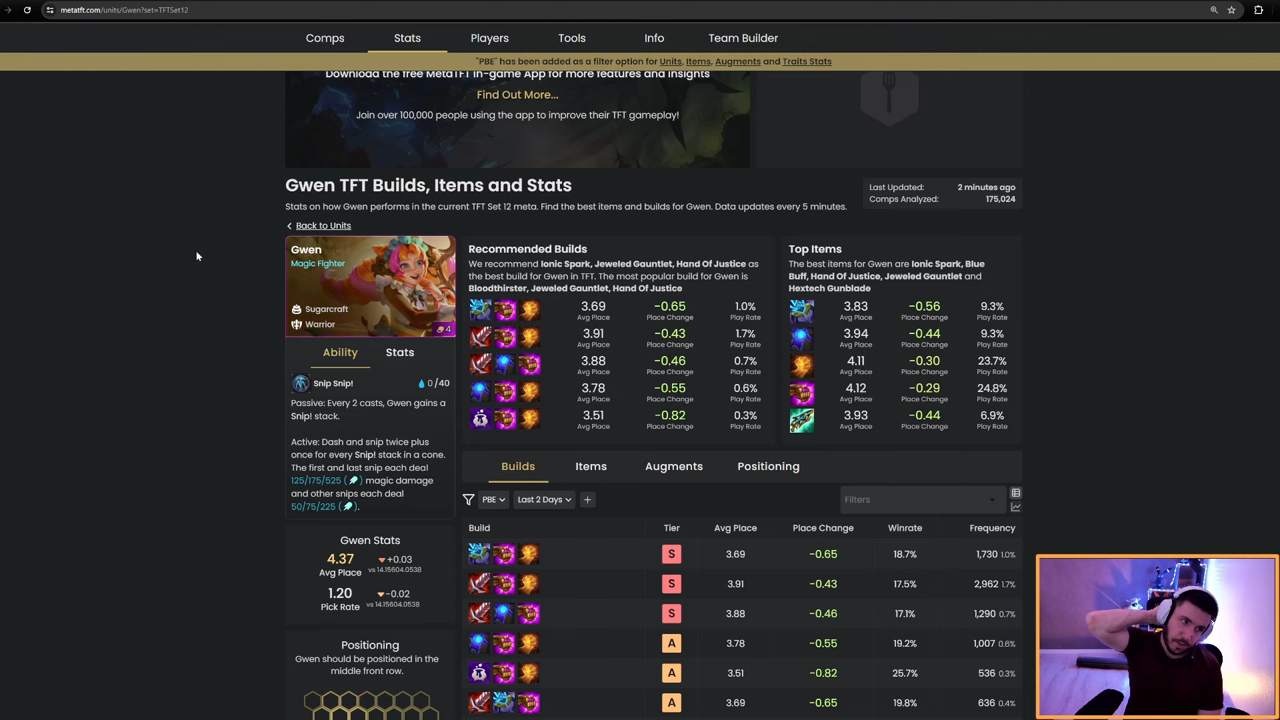 metatft.com/units/Gwen?set=TFTSet12
Comps Stats Players Tools Info Team Builder
"PBE" has been added as a filter option for Units, Items, Augments and Traits Stats
Download the free MetaTFT in-game App for more features and insights
Find Out More...
Join over 100,000 people using the app to improve their TFT gameplay!
Gwen TFT Builds, Items and Stats
Last Updated: 2 minutes ago
Comps Analyzed: 175,024
Stats on how Gwen performs in the current TFT Set 12 meta. Find the best items and builds for Gwen. Data updates every 5 minutes.
Back to Units
Gwen
Magic Fighter
Sugarcraft
Warrior
4
Ability Stats
Snip Snip! 0/40
Passive: Every 2 casts, Gwen gains a
Snip! stack.
Active: Dash and snip twice plus
once for every Snip! stack in a cone.
The first and last snip each deal
125/175/525 ( ) magic damage
and other snips each deal
50/75/225 ( ).
Gwen Stats
4.37 +0.03
Avg Place vs 14.15604.0538
1.20 -0.02
Pick Rate vs 14.15604.0538
Positioning
Gwen should be positioned in the
middle front row.
Recommended Builds
We recommend Ionic Spark, Jeweled Gauntlet, Hand Of Justice as
the best build for Gwen in TFT. The most popular build for Gwen is
Bloodthirster, Jeweled Gauntlet, Hand Of Justice
3.69 -0.65 1.0%
Avg Place Place Change Play Rate
3.91 -0.43 1.7%
Avg Place Place Change Play Rate
3.88 -0.46 0.7%
Avg Place Place Change Play Rate
3.78 -0.55 0.6%
Avg Place Place Change Play Rate
3.51 -0.82 0.3%
Avg Place Place Change Play Rate
Top Items
The best items for Gwen are Ionic Spark, Blue
Buff, Hand Of Justice, Jeweled Gauntlet and
Hextech Gunblade
3.83 -0.56 9.3%
Avg Place Place Change Play Rate
3.94 -0.44 9.3%
Avg Place Place Change Play Rate
4.11 -0.30 23.7%
Avg Place Place Change Play Rate
4.12 -0.29 24.8%
Avg Place Place Change Play Rate
3.93 -0.44 6.9%
Avg Place Place Change Play Rate
Builds Items Augments Positioning
PBE Last 2 Days + Filters
Build Tier Avg Place Place Change Winrate Frequency
S 3.69 -0.65 18.7% 1,730 1.0%
S 3.91 -0.43 17.5% 2,962 1.7%
S 3.88 -0.46 17.1% 1,290 0.7%
A 3.78 -0.55 19.2% 1,007 0.6%
A 3.51 -0.82 25.7% 536 0.3%
A 3.69 -0.65 19.8% 636 0.4%